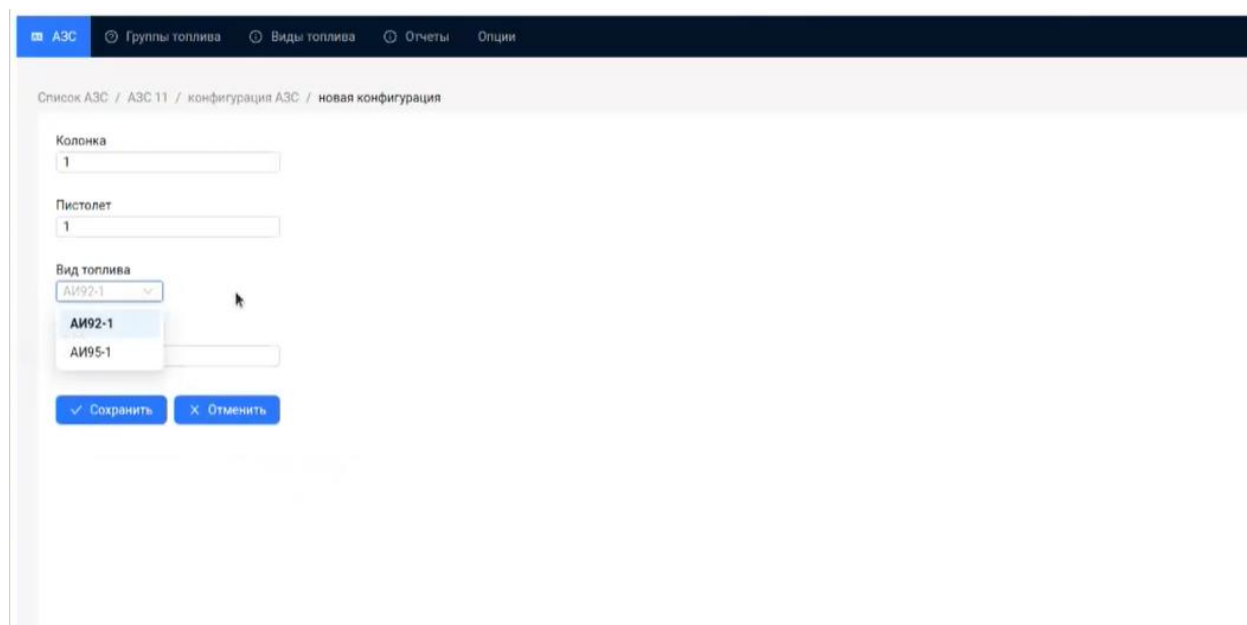 АЗС Группы топлива Виды топлива Отчеты Опции
Список АЗС / АЗС 11 / конфигурация АЗС / новая конфигурация
Колонка
1
Пистолет
1
Вид топлива
АИ92-1
АИ92-1
АИ95-1
Сохранить Отменить